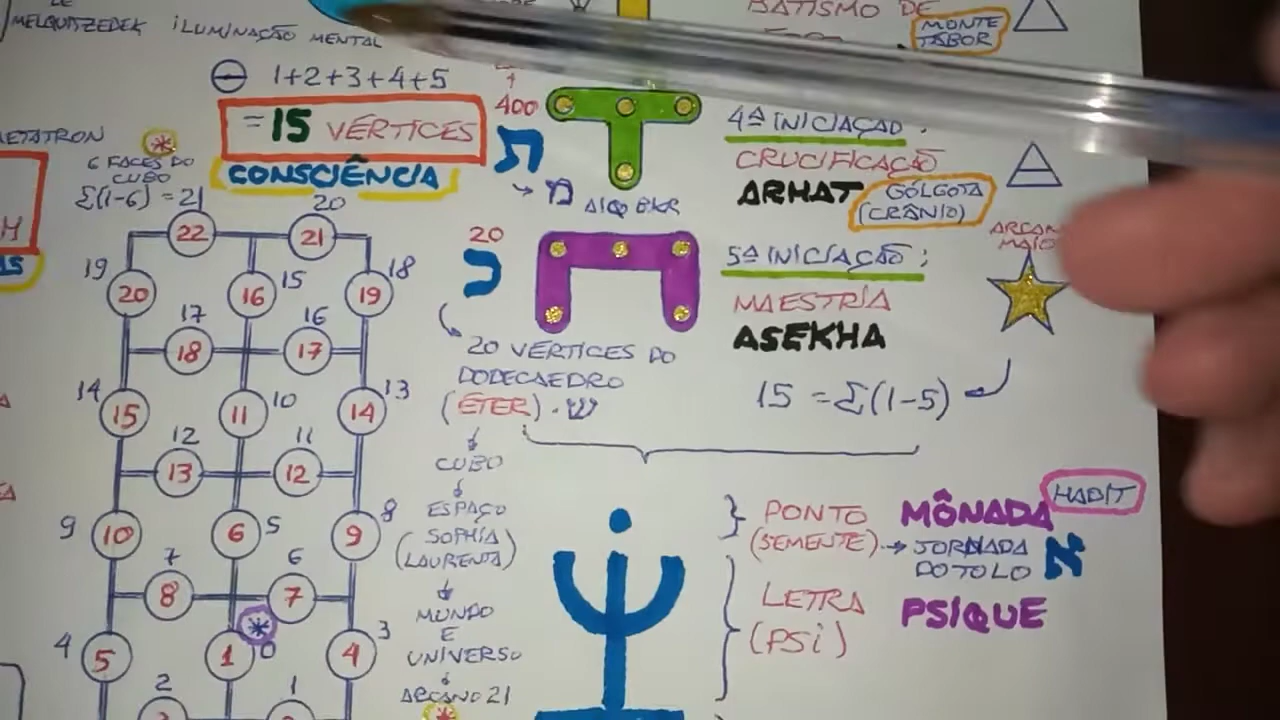 MELQUITZEDEK ILUMINAÇÃO MENTAL
BATISMO DE
MONTE
TABOR
1+2+3+4+5
= 15 VÉRTICES
CONSCIÊNCIA
METATRON
6 FACES DO
CUBO
Σ(1-6) = 21
400
AIQ BKR
4ª INICIAÇÃO:
CRUCIFICAÇÃO
ARHAT
GÓLGOTA
(CRÂNIO)
ARCANO
MAIOR
5ª INICIAÇÃO:
MAESTRIA
ASEKHA
15 = Σ(1-5)
20
כ
20 VÉRTICES DO
DODECAEDRO
(ÉTER).
CUBO
ESPAÇO
(SOPHIA
LAURENTA)
MUNDO
E
UNIVERSO
ARCANO 21
20
22 21
19 15 18
20 16 19
17 16
18 17
14 10 13
15 11 14
12 11
13 12
9 5 8
10 6 9
7 6
8 7
4 0 3
5 1 4
2 1
PONTO
(SEMENTE)
MÔNADA
HADIT
JORNADA
DO TOLO
א
LETRA
(PSI)
PSIQUE